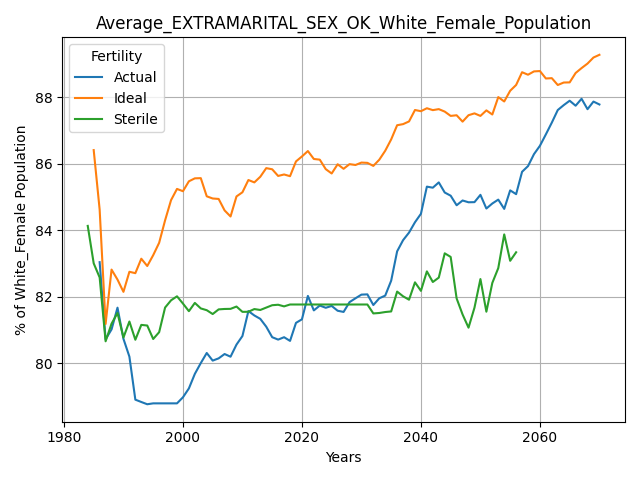 Average_EXTRAMARITAL_SEX_OK_White_Female_Population
Fertility
Actual
Ideal
Sterile
% of White_Female Population
88
86
84
82
80
1980
2000
2020
2040
2060
Years